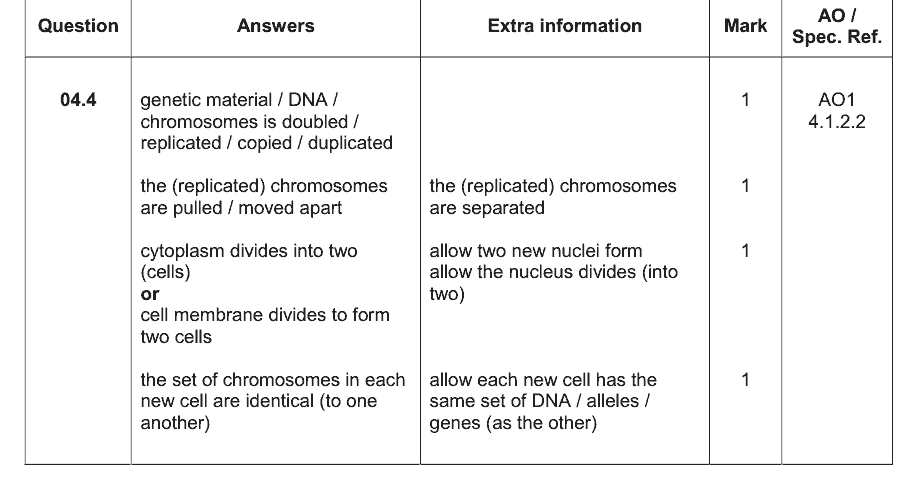 Question Answers Extra information Mark AO /
Spec. Ref.
04.4 genetic material / DNA / 1 AO1
chromosomes is doubled / 4.1.2.2
replicated / copied / duplicated
the (replicated) chromosomes the (replicated) chromosomes 1
are pulled / moved apart are separated
cytoplasm divides into two allow two new nuclei form 1
(cells) allow the nucleus divides (into
or two)
cell membrane divides to form
two cells
the set of chromosomes in each allow each new cell has the 1
new cell are identical (to one same set of DNA / alleles /
another) genes (as the other)